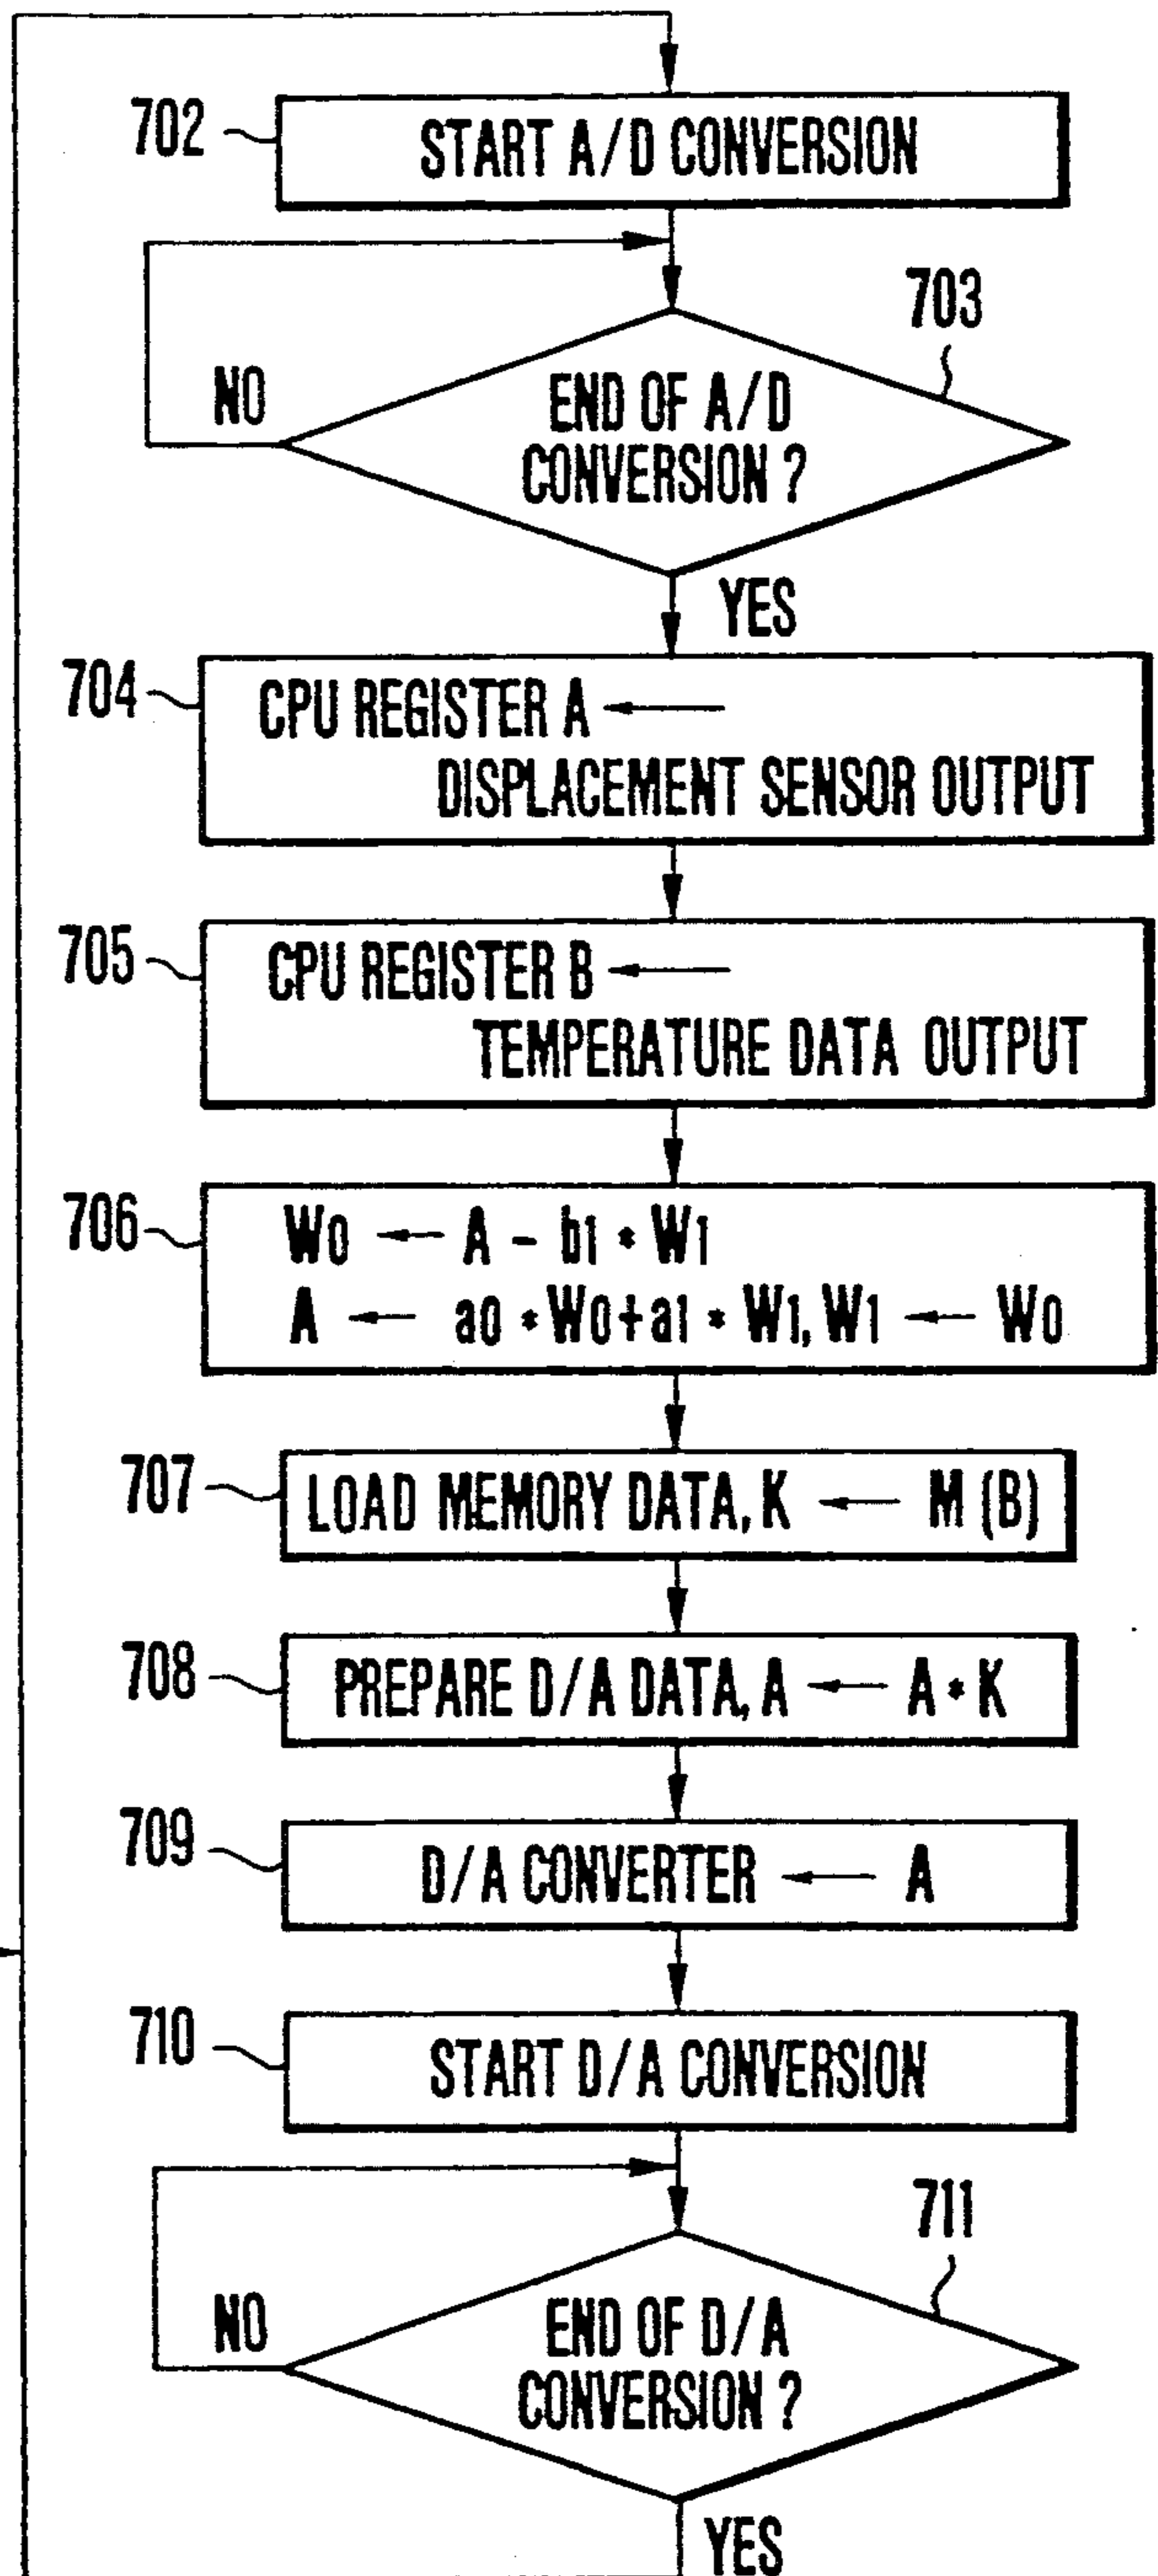 702
START A/D CONVERSION
703
NO
END OF A/D
CONVERSION ?
YES
704
CPU REGISTER A ←
DISPLACEMENT SENSOR OUTPUT
705
CPU REGISTER B ←
TEMPERATURE DATA OUTPUT
706
W0 ← A - b1 * W1
A ← a0 * W0+a1 * W1, W1 ← W0
707
LOAD MEMORY DATA, K ← M (B)
708
PREPARE D/A DATA, A ← A * K
709
D/A CONVERTER ← A
710
START D/A CONVERSION
711
NO
END OF D/A
CONVERSION ?
YES